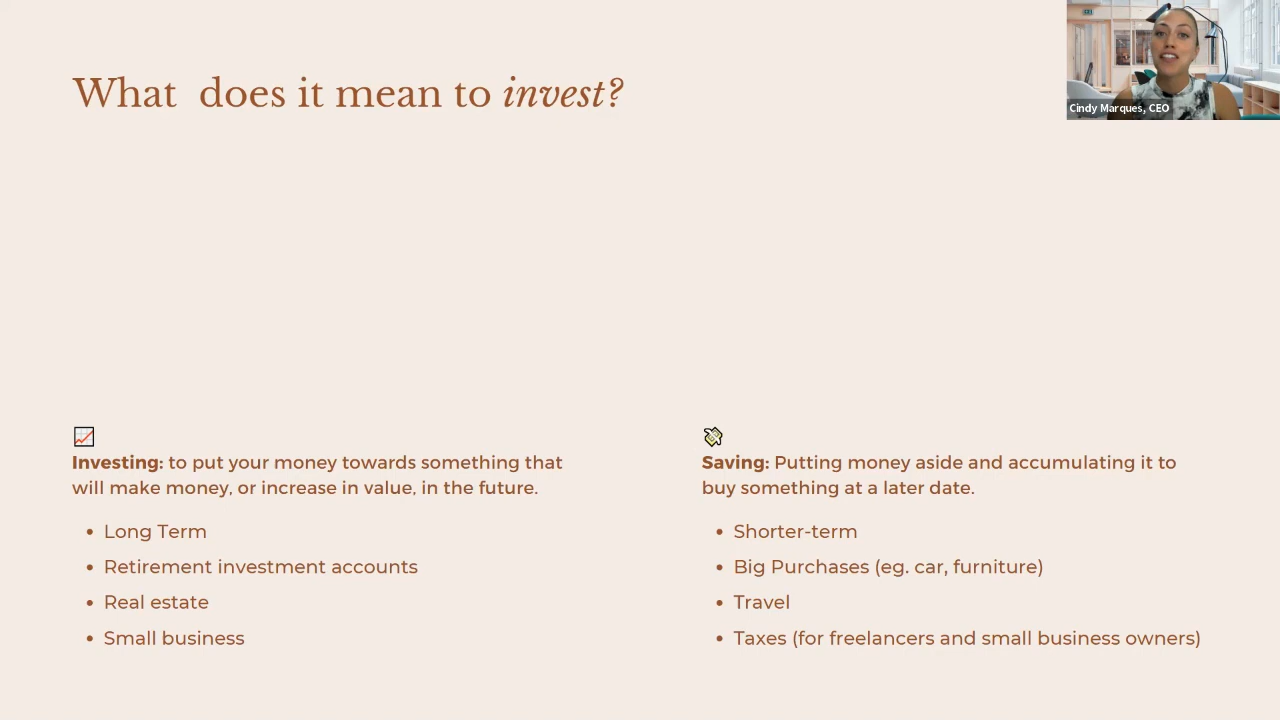 What  does it mean to invest?
Cindy Marques, CEO
Investing: to put your money towards something that
will make money, or increase in value, in the future.
• Long Term
• Retirement investment accounts
• Real estate
• Small business
Saving: Putting money aside and accumulating it to
buy something at a later date.
• Shorter-term
• Big Purchases (eg. car, furniture)
• Travel
• Taxes (for freelancers and small business owners)